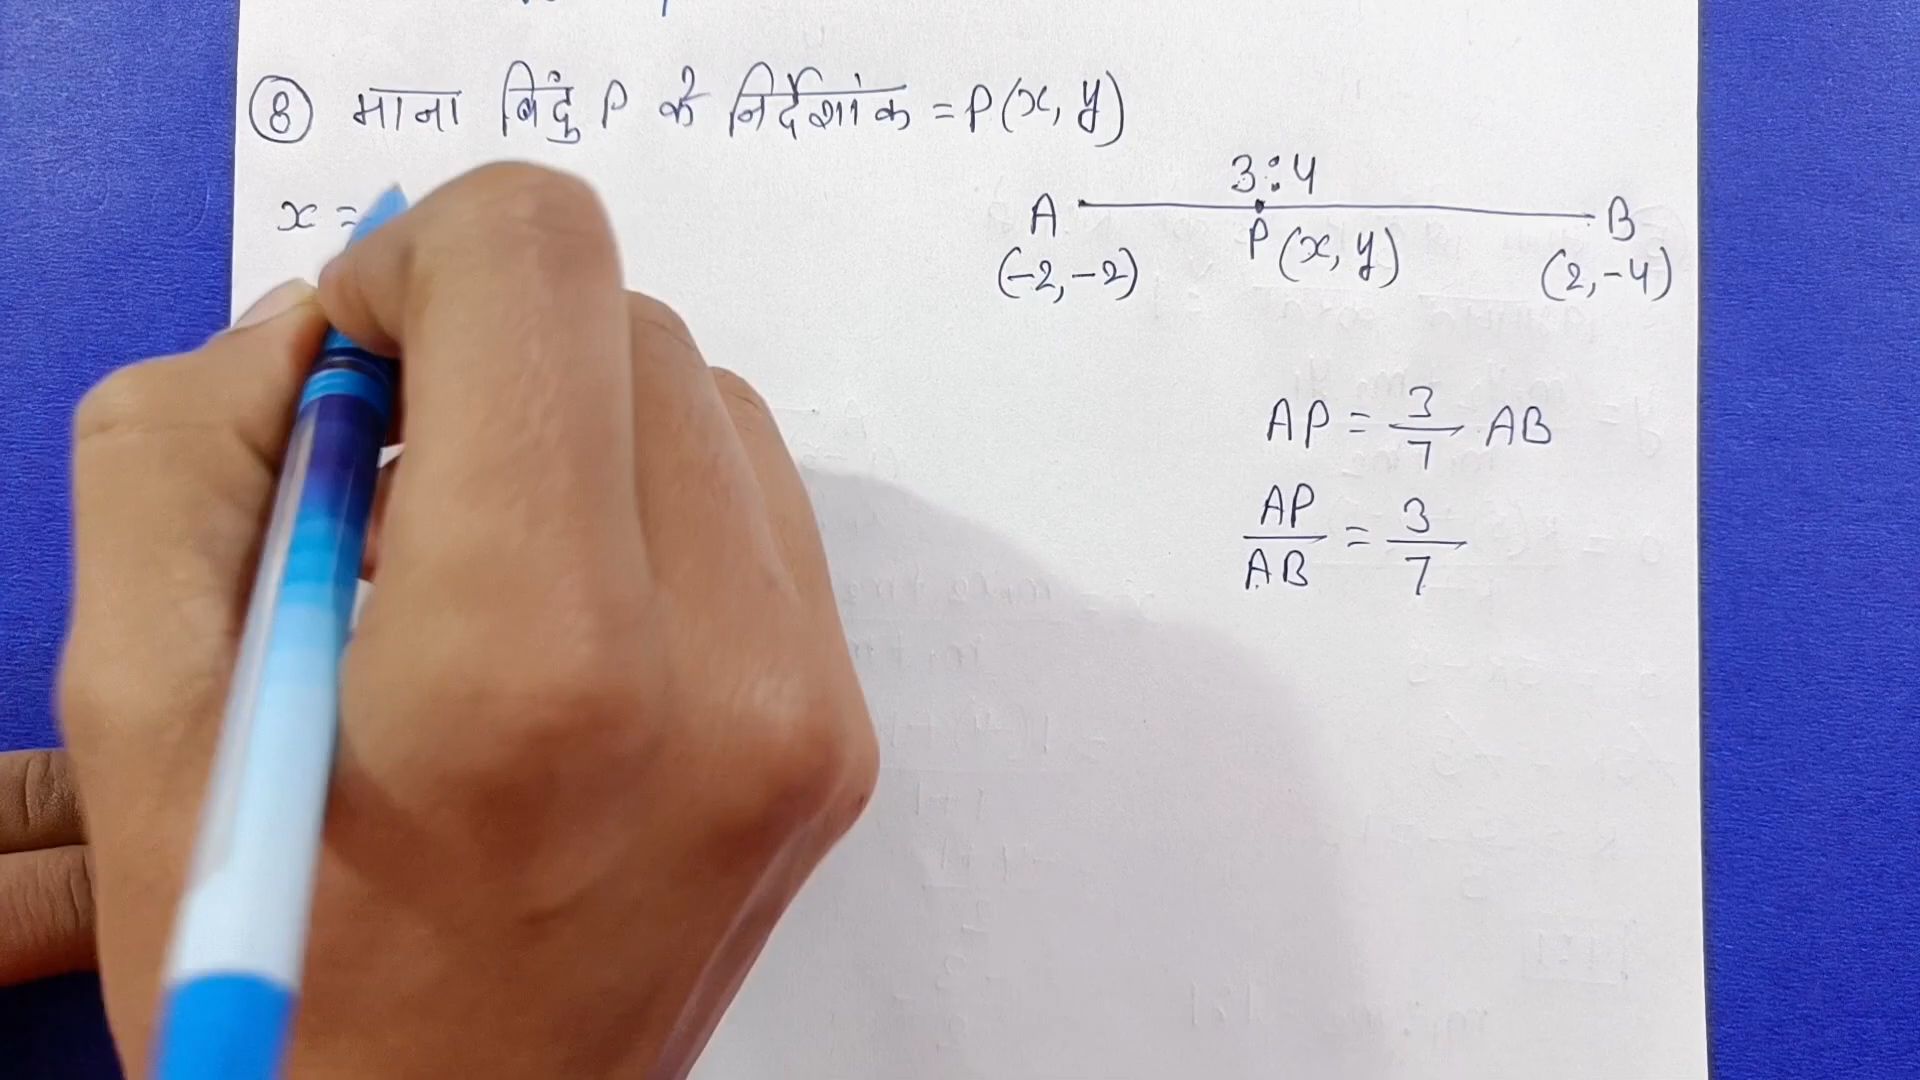 ⑧ माना बिंदु P के निर्देशांक = P(x, y)
x =
3:4
A B
P(x, y)
(-2, -2) (2, -4)
AP = 3/7 AB
AP/AB = 3/7